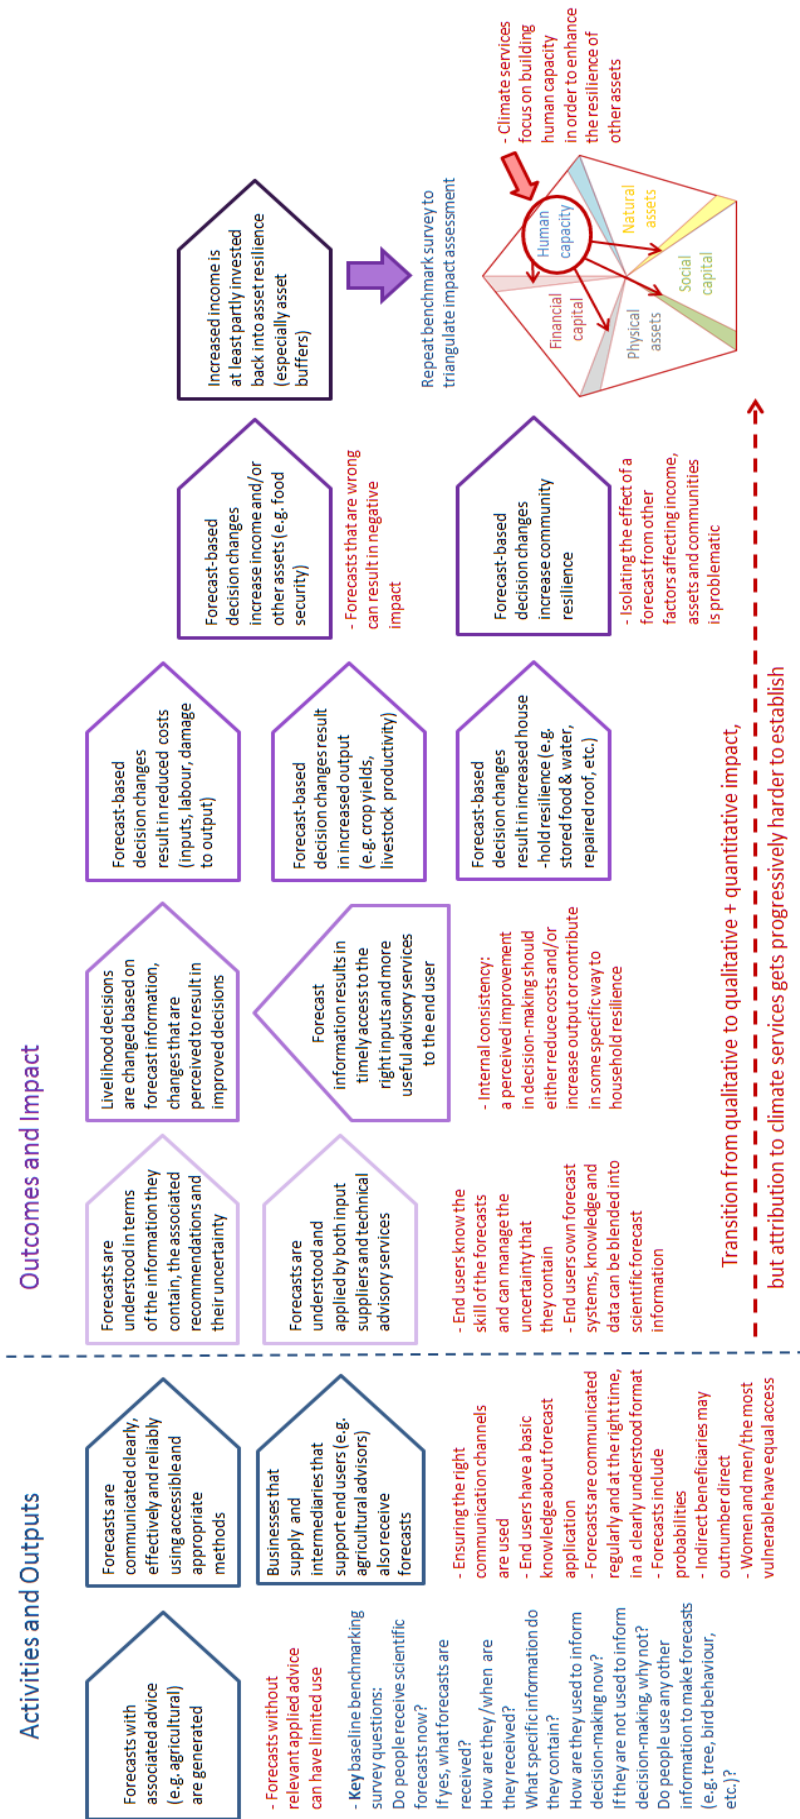 Activities and Outputs
Outcomes and Impact
Forecasts with
associated advice
(e.g. agricultural)
are generated
- Forecasts without
relevant applied advice
can have limited use
- Key baseline benchmarking
survey questions:
Do people receive scientific
forecasts now?
If yes, what forecasts are
received?
How are they /when are
they received?
What specific information do
they contain?
How are they used to inform
decision-making now?
If they are not used to inform
decision-making, why not?
Do people use any other
information to make forecasts
(e.g. tree, bird behaviour,
etc.)?
Forecasts are
communicated clearly,
effectively and reliably
using accessible and
appropriate
methods
Businesses that
supply and
intermediaries that
support end users (e.g.
agricultural advisors)
also receive
forecasts
- Ensuring the right
communication channels
are used
- End users have a basic
knowledge about forecast
application
- Forecasts are communicated
regularly and at the right time,
in a clearly understood format
- Forecasts include
probabilities
- Indirect beneficiaries may
outnumber direct
- Women and men/the most
vulnerable have equal access
Forecasts are
understood in terms
of the information they
contain, the associated
recommendations and
their uncertainty
Forecasts are
understood and
applied by both input
suppliers and technical
advisory services
- End users know the
skill of the forecasts
and can manage the
uncertainty that
they contain
- End users own forecast
systems, knowledge and
data can be blended into
scientific forecast
information
Livelihood decisions
are changed based on
forecast information,
changes that are
perceived to result in
improved decisions
Forecast
information results in
timely access to the
right inputs and more
useful advisory services
to the end user
- Internal consistency:
a perceived improvement
in decision-making should
either reduce costs and/or
increase output or contribute
in some specific way to
household resilience
Forecast-based
decision changes
result in reduced costs
(inputs, labour, damage
to output)
Forecast-based
decision changes result
in increased output
(e.g. crop yields,
livestock productivity)
Forecast-based
decision changes
result in increased house
-hold resilience (e.g.
stored food & water,
repaired roof, etc.)
Forecast-based
decision changes
increase income and/or
other assets (e.g. food
security)
- Forecasts that are wrong
can result in negative
impact
Forecast-based
decision changes
increase community
resilience
- Isolating the effect of a
forecast from other
factors affecting income,
assets and communities
is problematic
Increased income is
at least partly invested
back into asset resilience
(especially asset
buffers)
Repeat benchmark survey to
triangulate impact assessment
Financial
capital
Human
capacity
Physical
assets
Natural
assets
Social
capital
- Climate services
focus on building
human capacity
in order to enhance
the resilience of
other assets
Transition from qualitative to qualitative + quantitative impact,
but attribution to climate services gets progressively harder to establish